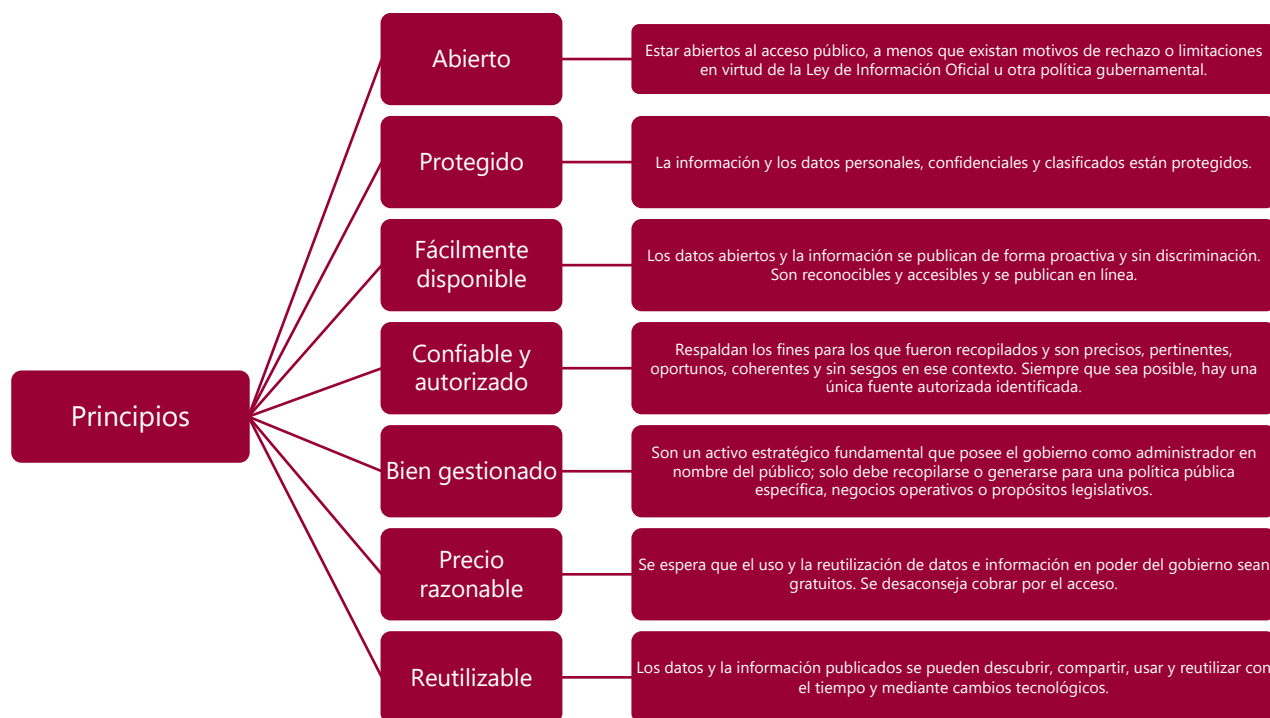 Principios
Abierto
Estar abiertos al acceso público, a menos que existan motivos de rechazo o limitaciones
en virtud de la Ley de Información Oficial u otra política gubernamental.
Protegido
La información y los datos personales, confidenciales y clasificados están protegidos.
Fácilmente
disponible
Los datos abiertos y la información se publican de forma proactiva y sin discriminación.
Son reconocibles y accesibles y se publican en línea.
Confiable y
autorizado
Respaldan los fines para los que fueron recopilados y son precisos, pertinentes,
oportunos, coherentes y sin sesgos en ese contexto. Siempre que sea posible, hay una
única fuente autorizada identificada.
Bien gestionado
Son un activo estratégico fundamental que posee el gobierno como administrador en
nombre del público; solo debe recopilarse o generarse para una política pública
específica, negocios operativos o propósitos legislativos.
Precio
razonable
Se espera que el uso y la reutilización de datos e información en poder del gobierno sean
gratuitos. Se desaconseja cobrar por el acceso.
Reutilizable
Los datos y la información publicados se pueden descubrir, compartir, usar y reutilizar con
el tiempo y mediante cambios tecnológicos.